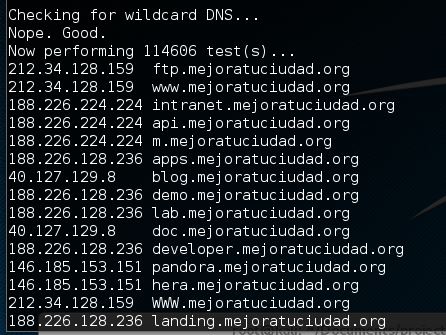 Checking for wildcard DNS...
Nope. Good.
Now performing 114606 test(s)...
212.34.128.159 ftp.mejoratuciudad.org
212.34.128.159 www.mejoratuciudad.org
188.226.224.224 intranet.mejoratuciudad.org
188.226.224.224 api.mejoratuciudad.org
188.226.224.224 m.mejoratuciudad.org
188.226.128.236 apps.mejoratuciudad.org
40.127.129.8 blog.mejoratuciudad.org
188.226.128.236 demo.mejoratuciudad.org
188.226.128.236 lab.mejoratuciudad.org
40.127.129.8 doc.mejoratuciudad.org
188.226.128.236 developer.mejoratuciudad.org
146.185.153.151 pandora.mejoratuciudad.org
146.185.153.151 hera.mejoratuciudad.org
212.34.128.159 WWW.mejoratuciudad.org
188.226.128.236 landing.mejoratuciudad.org